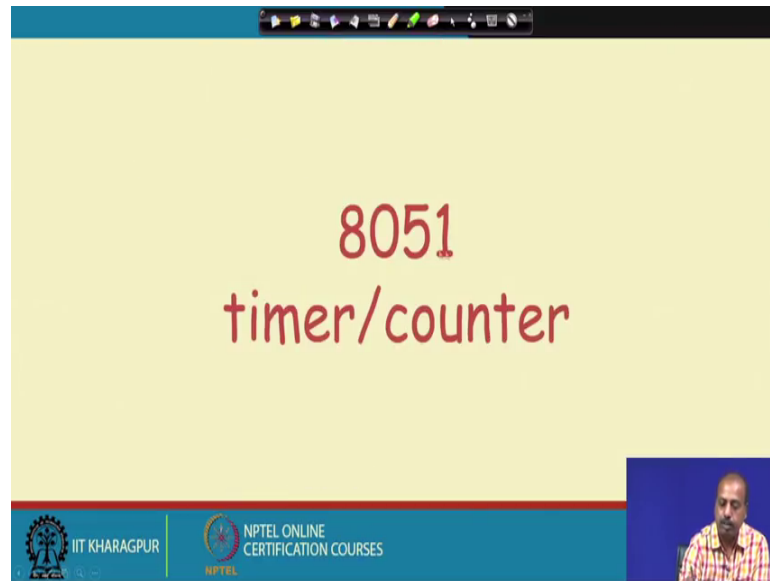 8051
timer/counter
IIT KHARAGPUR
NPTEL
NPTEL ONLINE
CERTIFICATION COURSES